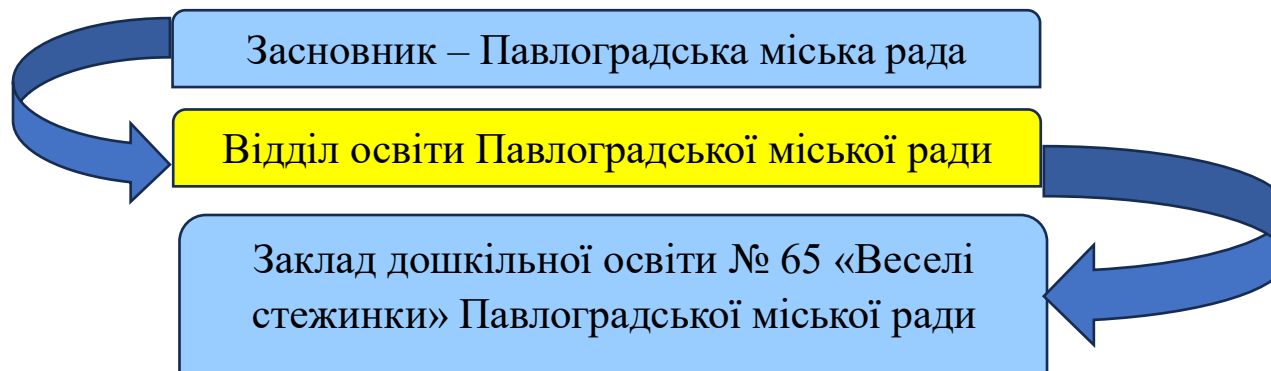 Засновник – Павлоградська міська рада
Відділ освіти Павлоградської міської ради
Заклад дошкільної освіти № 65 «Веселі
стежинки» Павлоградської міської ради